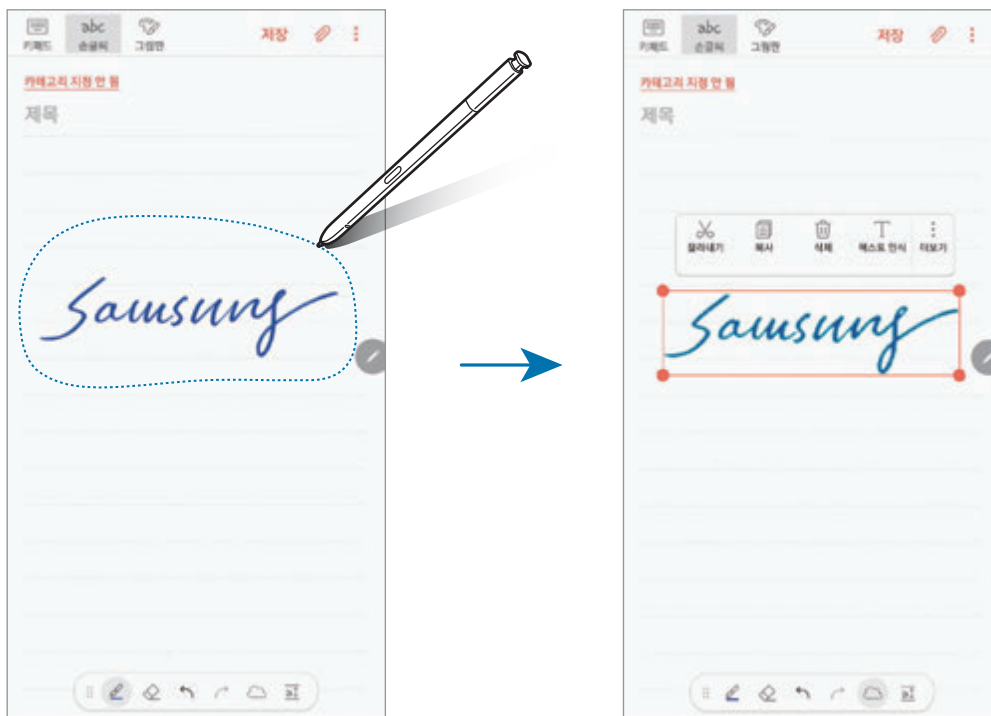 키패드
abc
손글씨
그림판
저장
카테고리 지정 안 됨
제목
Samsung
키패드
abc
손글씨
그림판
저장
카테고리 지정 안 됨
제목
잘라내기
복사
삭제
텍스트 인식
더보기
Samsung